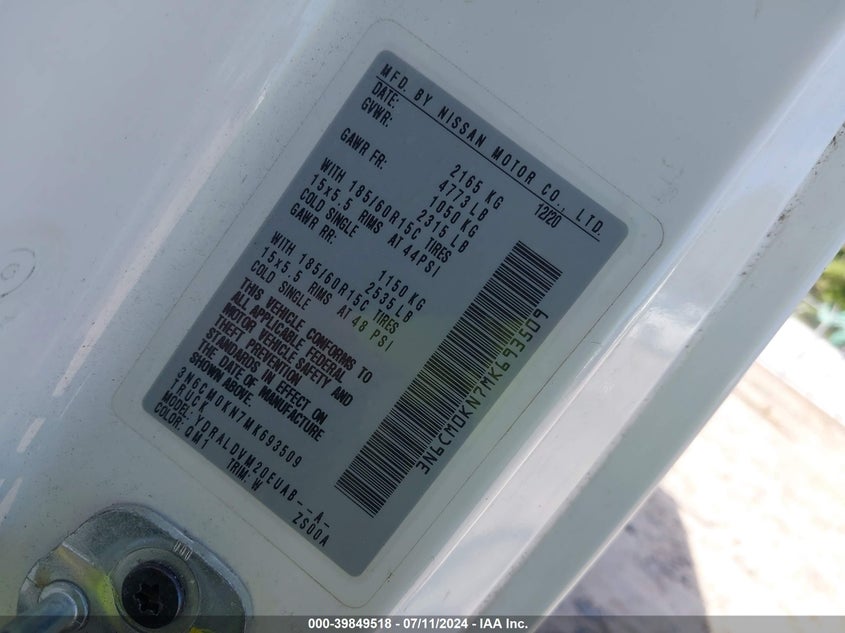 MFD. BY NISSAN MOTOR CO., LTD.
DATE: 12/20
GVWR: 2165 KG
4773 LB
GAWR FR: 1050 KG
2315 LB
WITH 185/60R15C TIRES
15x5.5 RIMS AT 44PSI
COLD SINGLE
GAWR RR: 1150 KG
2535 LB
WITH 185/60R15C TIRES
15x5.5 RIMS AT 48 PSI
COLD SINGLE
THIS VEHICLE CONFORMS TO
ALL APPLICABLE FEDERAL
MOTOR VEHICLE SAFETY AND
THEFT PREVENTION
STANDARDS IN EFFECT ON
THE DATE OF MANUFACTURE
SHOWN ABOVE.
3N6CM0KN7MK693509
TRUCK
MODEL: TDRALDVM20EUAB--A-
COLOR: QM1 TRIM: W ZS00A
3N6CM0KN7MK693509
000-39849518 - 07/11/2024 - IAA Inc.